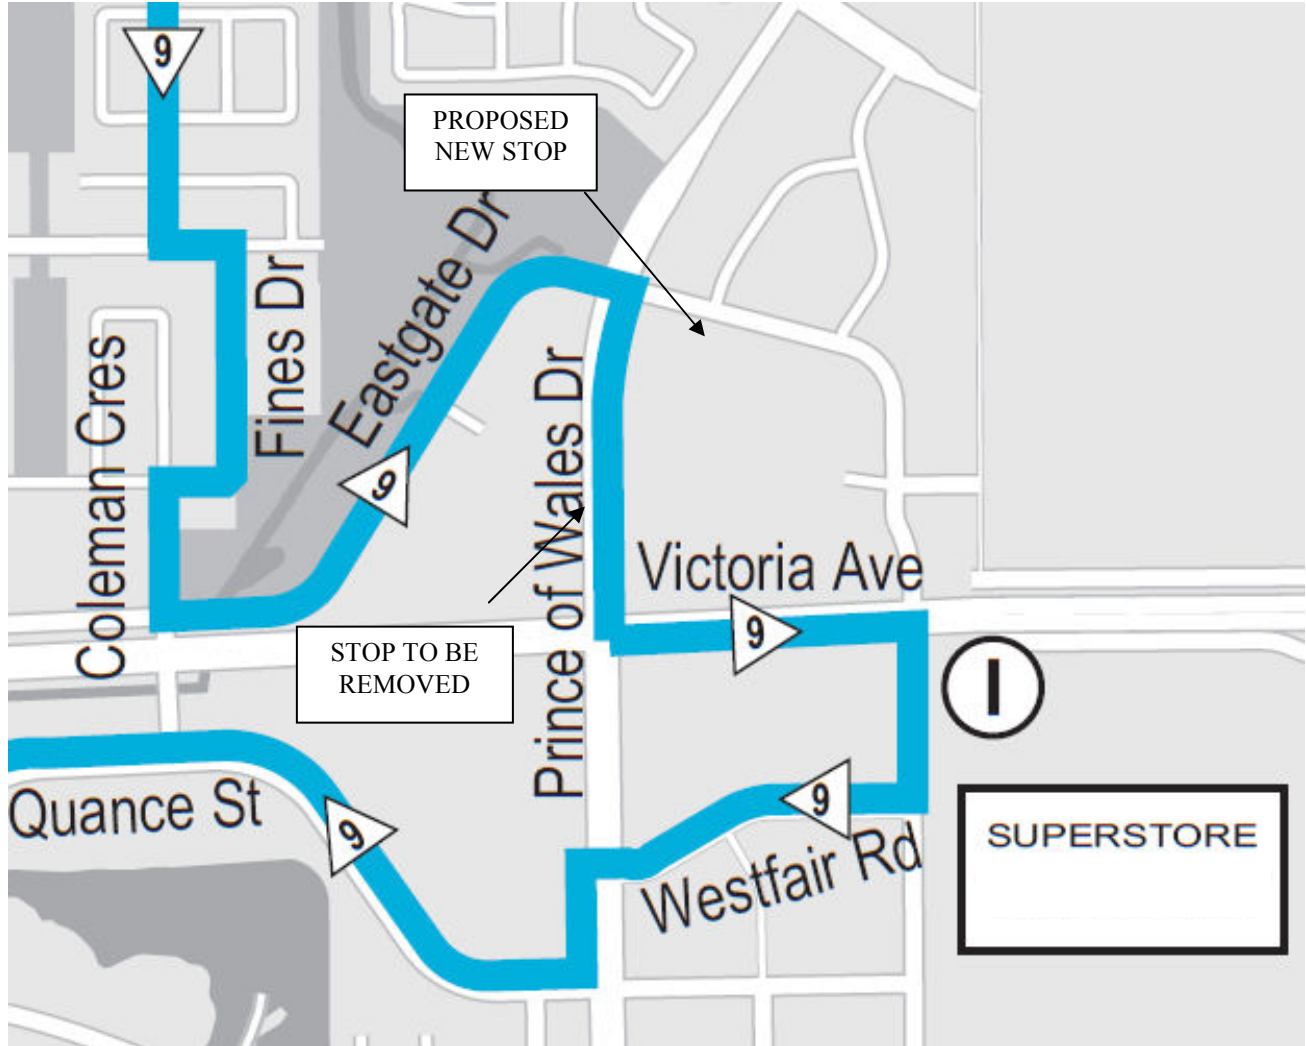 9
PROPOSED
NEW STOP
Eastgate Dr
Fines Dr
Coleman Cres
9
Prince of Wales Dr
Victoria Ave
9
STOP TO BE
REMOVED
I
Quance St
9
9
Westfair Rd
SUPERSTORE